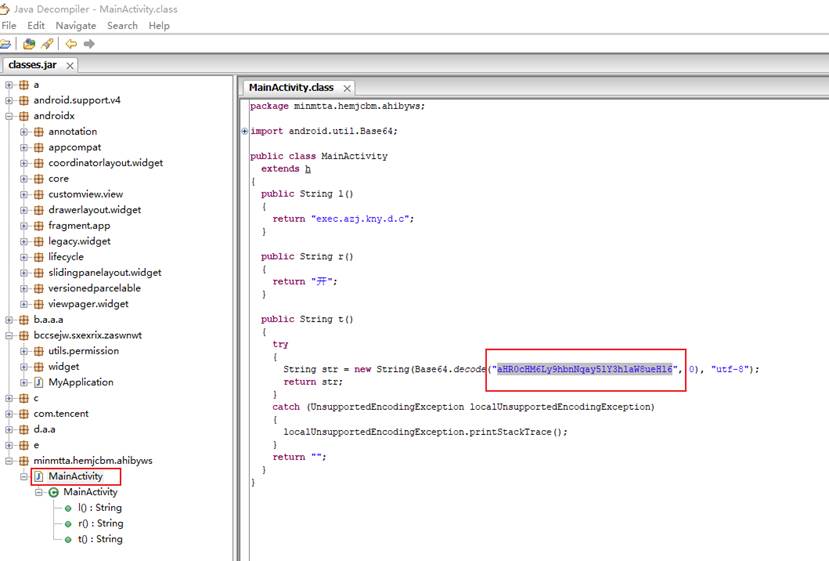 Java Decompiler - MainActivity.class
File Edit Navigate Search Help
classes.jar
a
android.support.v4
androidx
annotation
appcompat
coordinatorlayout.widget
core
customview.view
drawerlayout.widget
fragment.app
legacy.widget
lifecycle
slidingpanelayout.widget
versionedparcelable
viewpager.widget
b.a.a.a
bccsejw.sxexrix.zaswnwt
utils.permission
widget
MyApplication
c
com.tencent
d.a.a
e
minmtta.hemjcbm.ahibyws
MainActivity
MainActivity
l() : String
r() : String
t() : String
MainActivity.class
package minmtta.hemjcbm.ahibyws;
import android.util.Base64;
public class MainActivity
extends h
{
public String l()
{
return "exec.azj.kny.d.c";
}
public String r()
{
return "开";
}
public String t()
{
try
{
String str = new String(Base64.decode("aHR0cHM6Ly9hbnNqay5lY3hlaW8ueHl6", 0), "utf-8");
return str;
}
catch (UnsupportedEncodingException localUnsupportedEncodingException)
{
localUnsupportedEncodingException.printStackTrace();
}
return "";
}
}